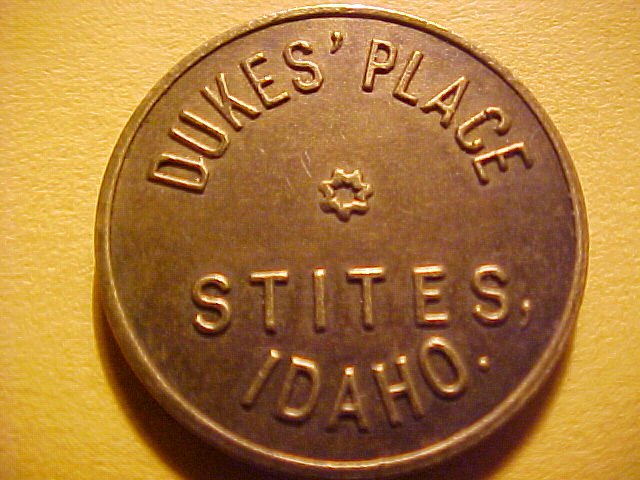 DUKES' PLACE
STITES,
IDAHO.